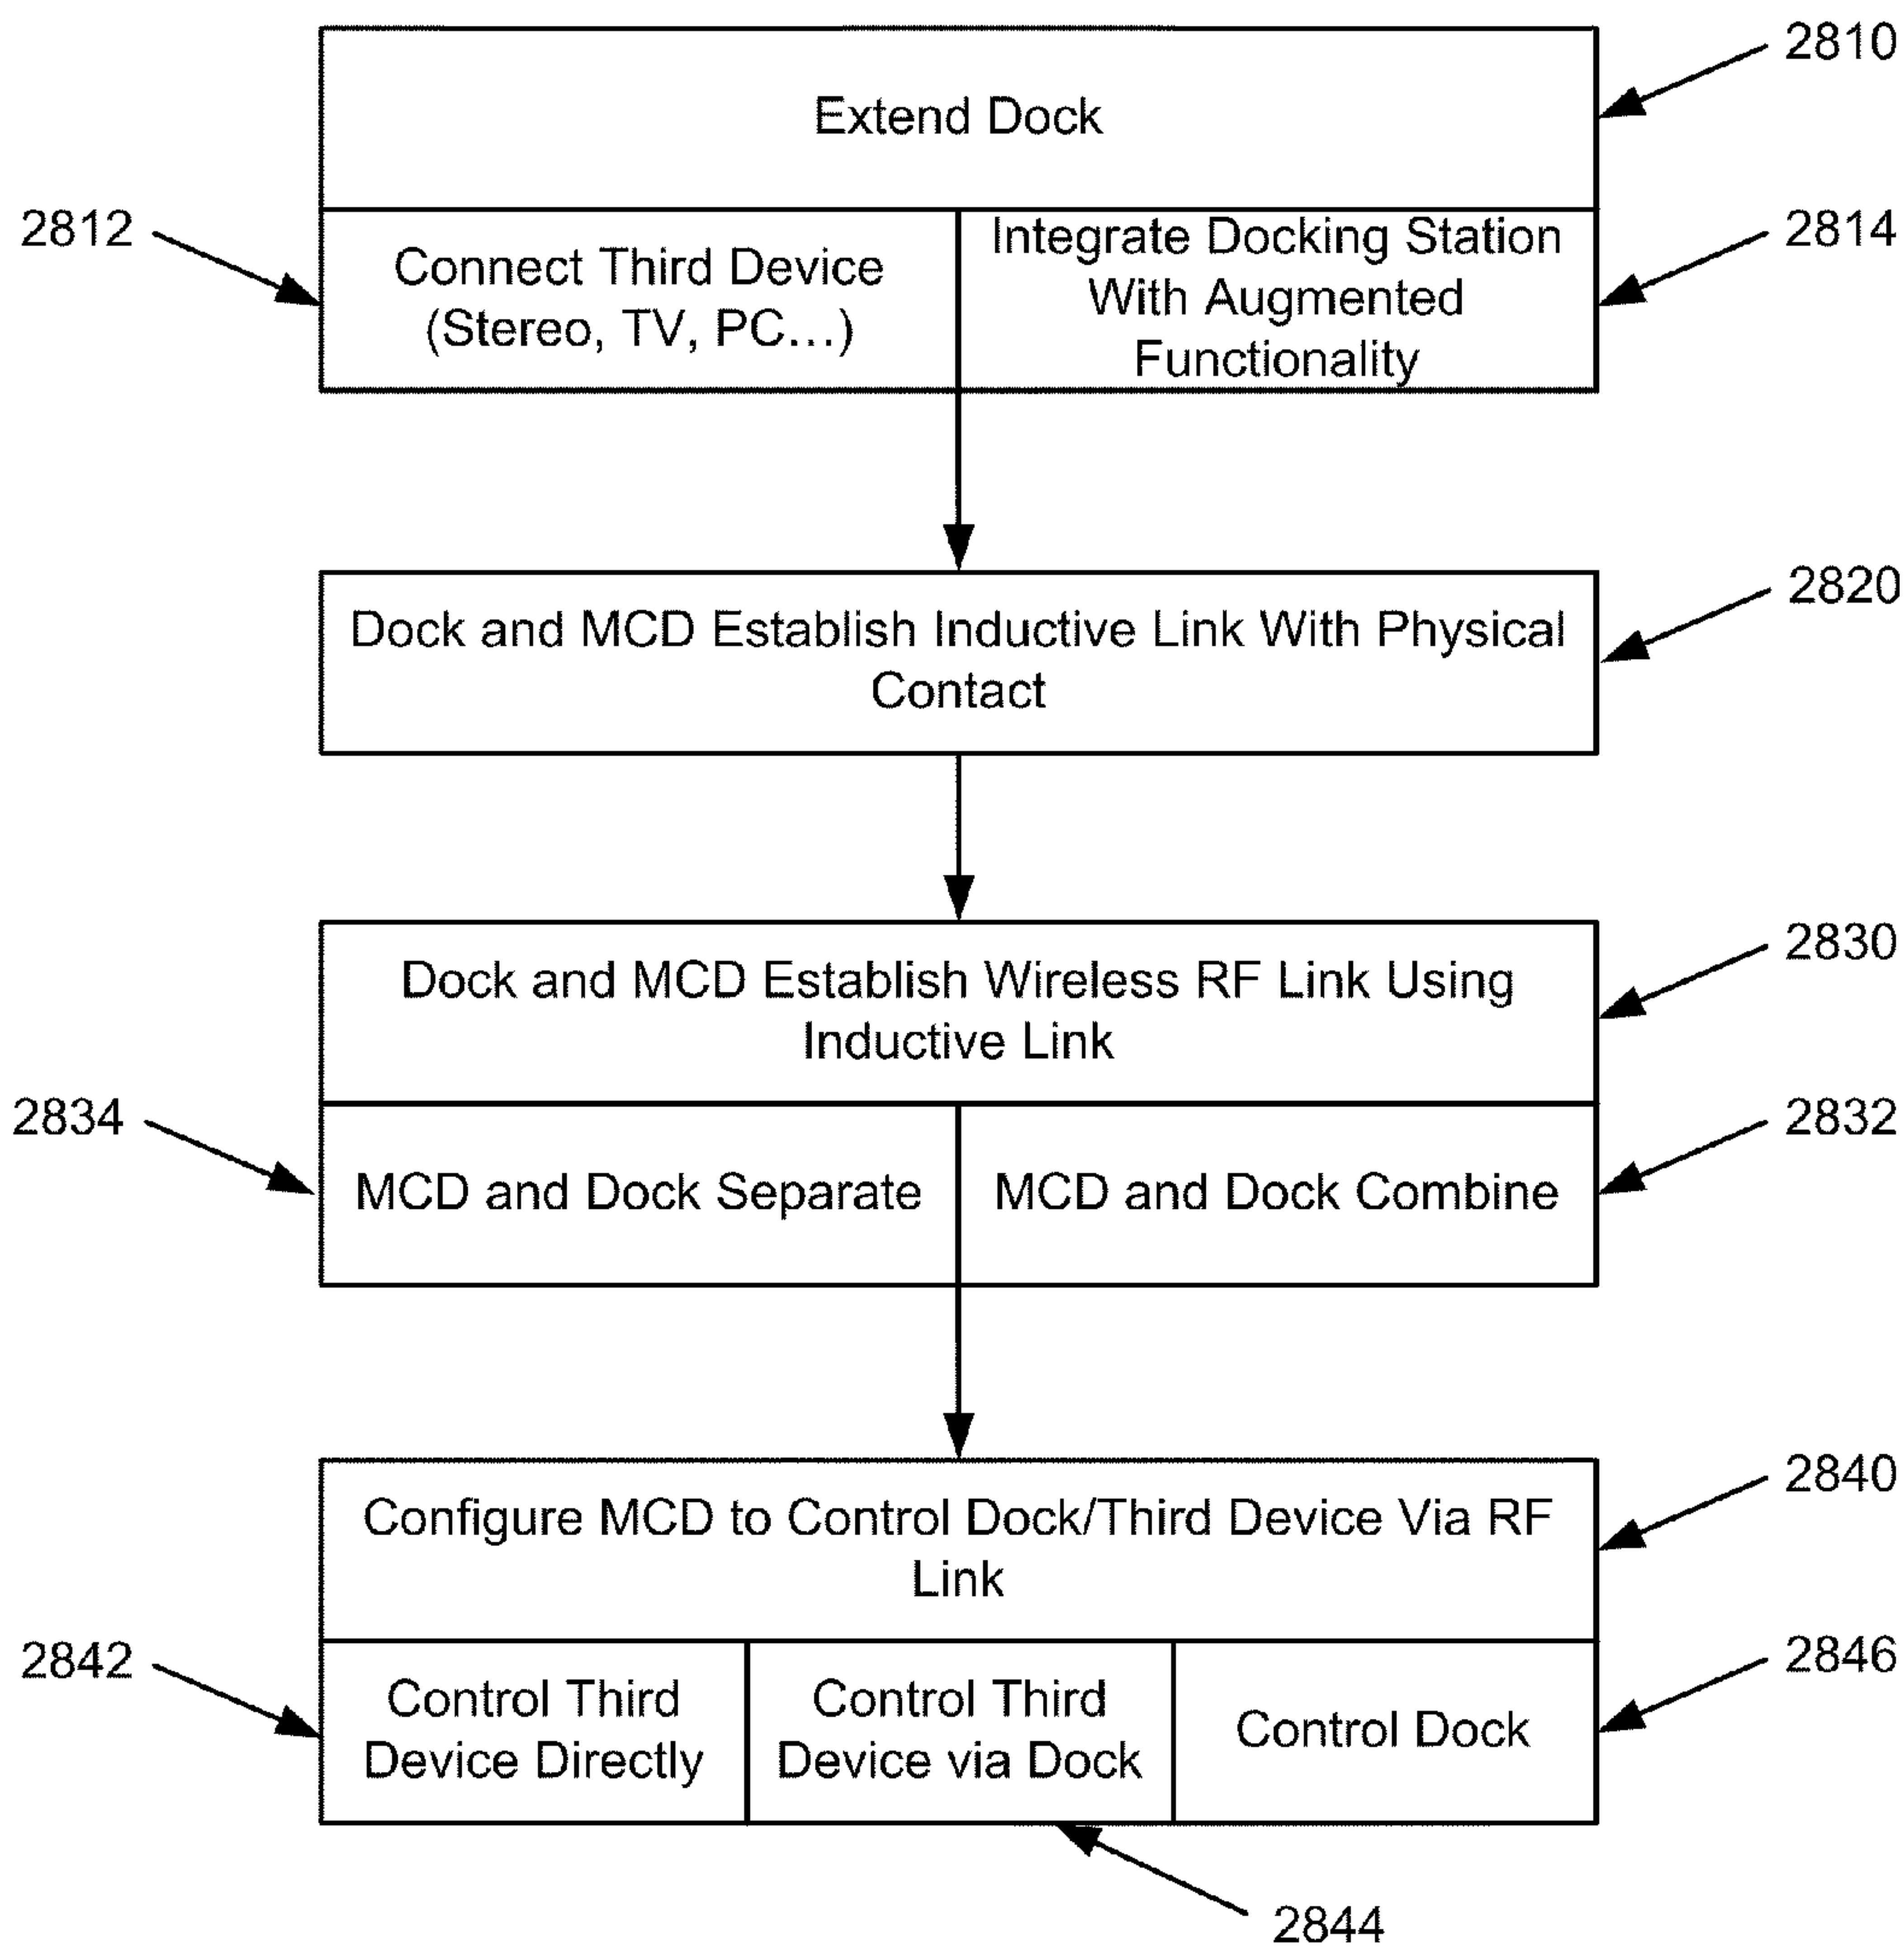 2810
Extend Dock
2812
2814
Connect Third Device
(Stereo, TV, PC...)
Integrate Docking Station
With Augmented
Functionality
2820
Dock and MCD Establish Inductive Link With Physical
Contact
2830
Dock and MCD Establish Wireless RF Link Using
Inductive Link
2834
2832
MCD and Dock Separate
MCD and Dock Combine
2840
Configure MCD to Control Dock/Third Device Via RF
Link
2842
2846
Control Third
Device Directly
Control Third
Device via Dock
Control Dock
2844